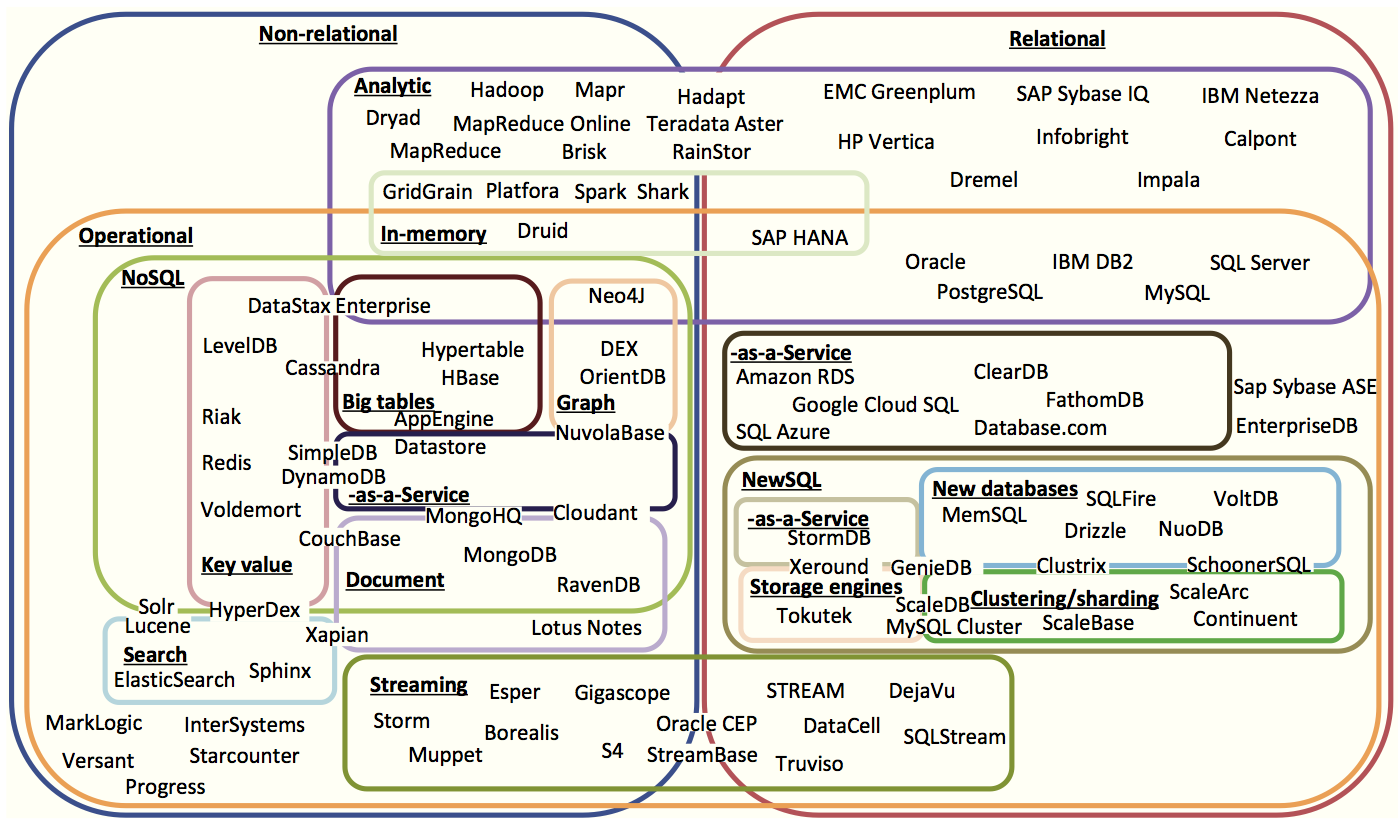 Non-relational
Relational
Analytic
Hadoop
Mapr
Hadapt
EMC Greenplum
SAP Sybase IQ
IBM Netezza
Dryad
MapReduce Online
Teradata Aster
HP Vertica
Infobright
Calpont
MapReduce
Brisk
RainStor
Dremel
Impala
GridGrain
Platfora
Spark
Shark
In-memory
Druid
SAP HANA
Operational
Oracle
IBM DB2
SQL Server
PostgreSQL
MySQL
NoSQL
DataStax Enterprise
Neo4J
LevelDB
Cassandra
Hypertable
HBase
DEX
OrientDB
Big tables
Graph
Riak
AppEngine
Datastore
NuvolaBase
Redis
SimpleDB
DynamoDB
-as-a-Service
Voldemort
MongoHQ
Cloudant
CouchBase
MongoDB
Key value
Document
RavenDB
Solr
HyperDex
Lucene
Xapian
Lotus Notes
Search
Sphinx
ElasticSearch
-as-a-Service
Amazon RDS
ClearDB
Google Cloud SQL
FathomDB
SQL Azure
Database.com
Sap Sybase ASE
EnterpriseDB
NewSQL
New databases
SQLFire
VoltDB
MemSQL
Drizzle
NuoDB
-as-a-Service
StormDB
Xeround
GenieDB
Clustrix
SchoonerSQL
Storage engines
Tokutek
ScaleDB
Clustering/sharding
ScaleArc
MySQL Cluster
ScaleBase
Continuent
Streaming
Esper
Gigascope
STREAM
DejaVu
Storm
Borealis
Oracle CEP
DataCell
SQLStream
Muppet
S4
StreamBase
Truviso
MarkLogic
InterSystems
Versant
Starcounter
Progress